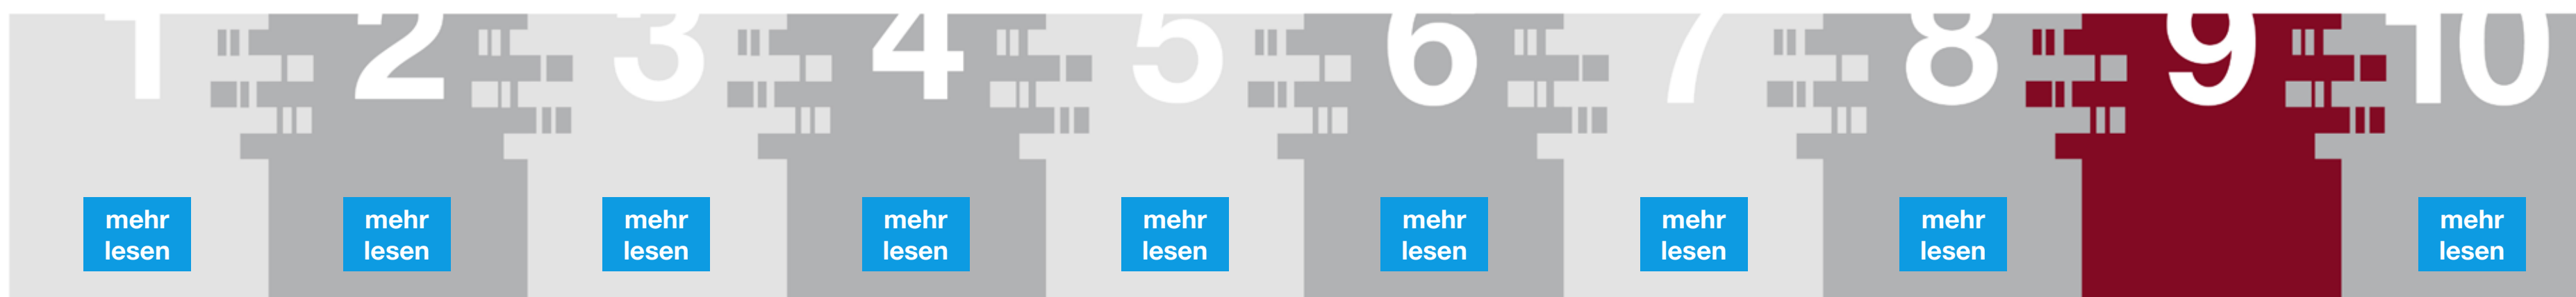 1 2 3 4 5 6 7 8 9 10
mehr mehr mehr mehr mehr mehr mehr mehr mehr
lesen lesen lesen lesen lesen lesen lesen lesen lesen